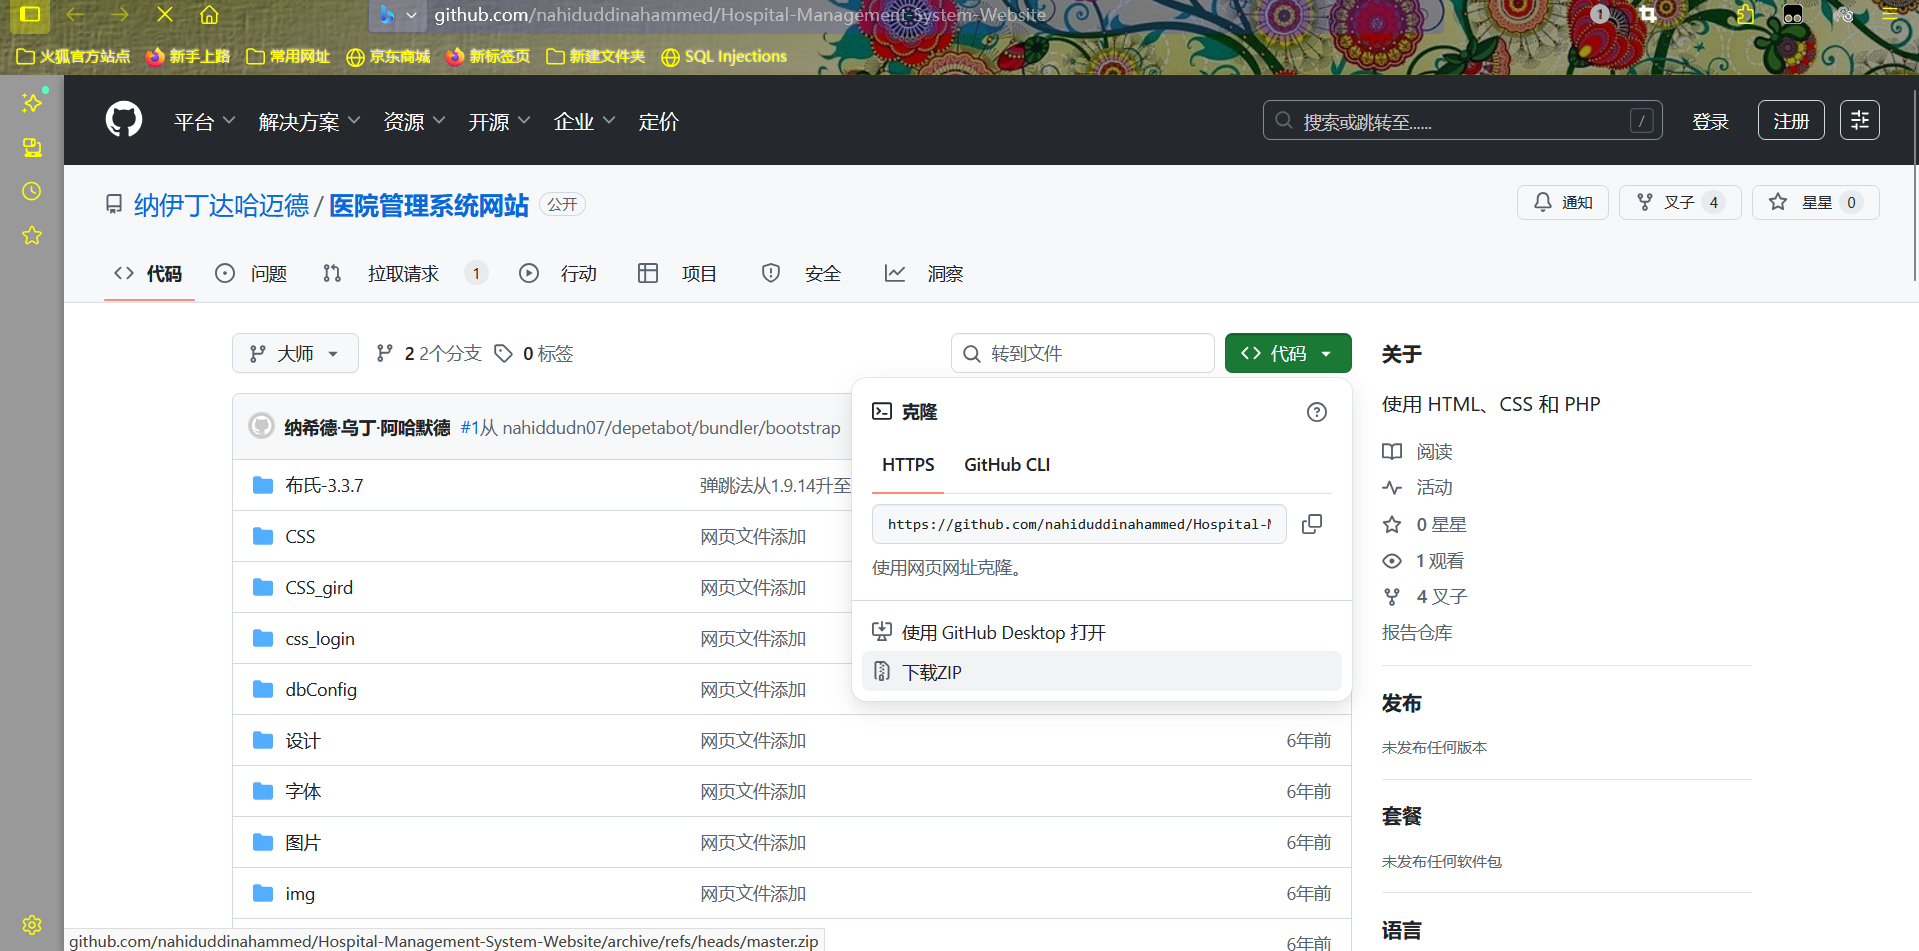 github.com/nahiduddinahammed/Hospital-Management-System-Website
1
火狐官方站点 新手上路 常用网址 京东商城 新标签页 新建文件夹 SQL Injections
平台 解决方案 资源 开源 企业 定价 搜索或跳转至...... / 登录 注册
纳伊丁达哈迈德 / 医院管理系统网站 公开 通知 叉子 4 星星 0
代码 问题 拉取请求 1 行动 项目 安全 洞察
大师 2 2个分支 0 标签 转到文件 代码
关于
使用 HTML、CSS 和 PHP
阅读
活动
0 星星
1 观看
4 叉子
报告仓库
发布
未发布任何版本
套餐
未发布任何软件包
语言
克隆
HTTPS GitHub CLI
https://github.com/nahiduddinahammed/Hospital-M
使用网页网址克隆。
使用 GitHub Desktop 打开
下载ZIP
纳希德·乌丁·阿哈默德 #1从 nahiddudn07/depetabot/bundler/bootstrap
布氏-3.3.7 弹跳法从1.9.14升至
CSS 网页文件添加
CSS_gird 网页文件添加
css_login 网页文件添加
dbConfig 网页文件添加
设计 网页文件添加 6年前
字体 网页文件添加 6年前
图片 网页文件添加 6年前
img 网页文件添加 6年前
6年前
github.com/nahiduddinahammed/Hospital-Management-System-Website/archive/refs/heads/master.zip